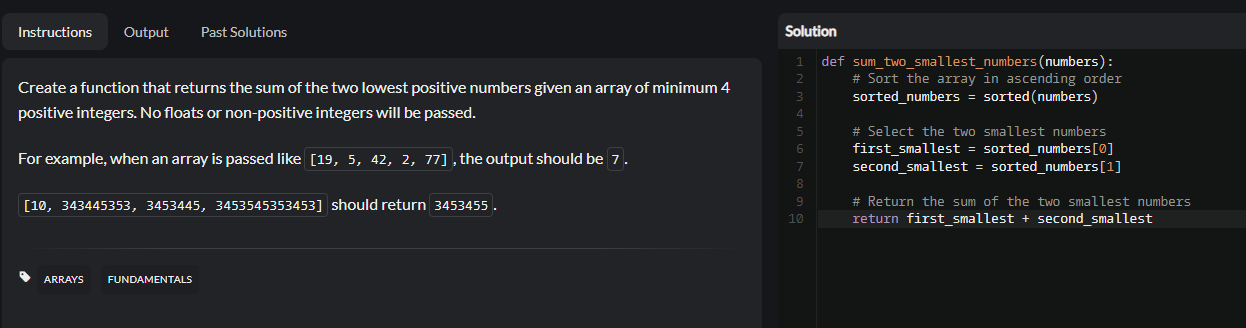 Instructions
Output
Past Solutions
Create a function that returns the sum of the two lowest positive numbers given an array of minimum 4
positive integers. No floats or non-positive integers will be passed.
For example, when an array is passed like [19, 5, 42, 2, 77], the output should be 7.
[10, 343445353, 3453445, 3453545353453] should return 3453455.
ARRAYS
FUNDAMENTALS
Solution
1 def sum_two_smallest_numbers(numbers):
2     # Sort the array in ascending order
3     sorted_numbers = sorted(numbers)
4
5     # Select the two smallest numbers
6     first_smallest = sorted_numbers[0]
7     second_smallest = sorted_numbers[1]
8
9     # Return the sum of the two smallest numbers
10     return first_smallest + second_smallest